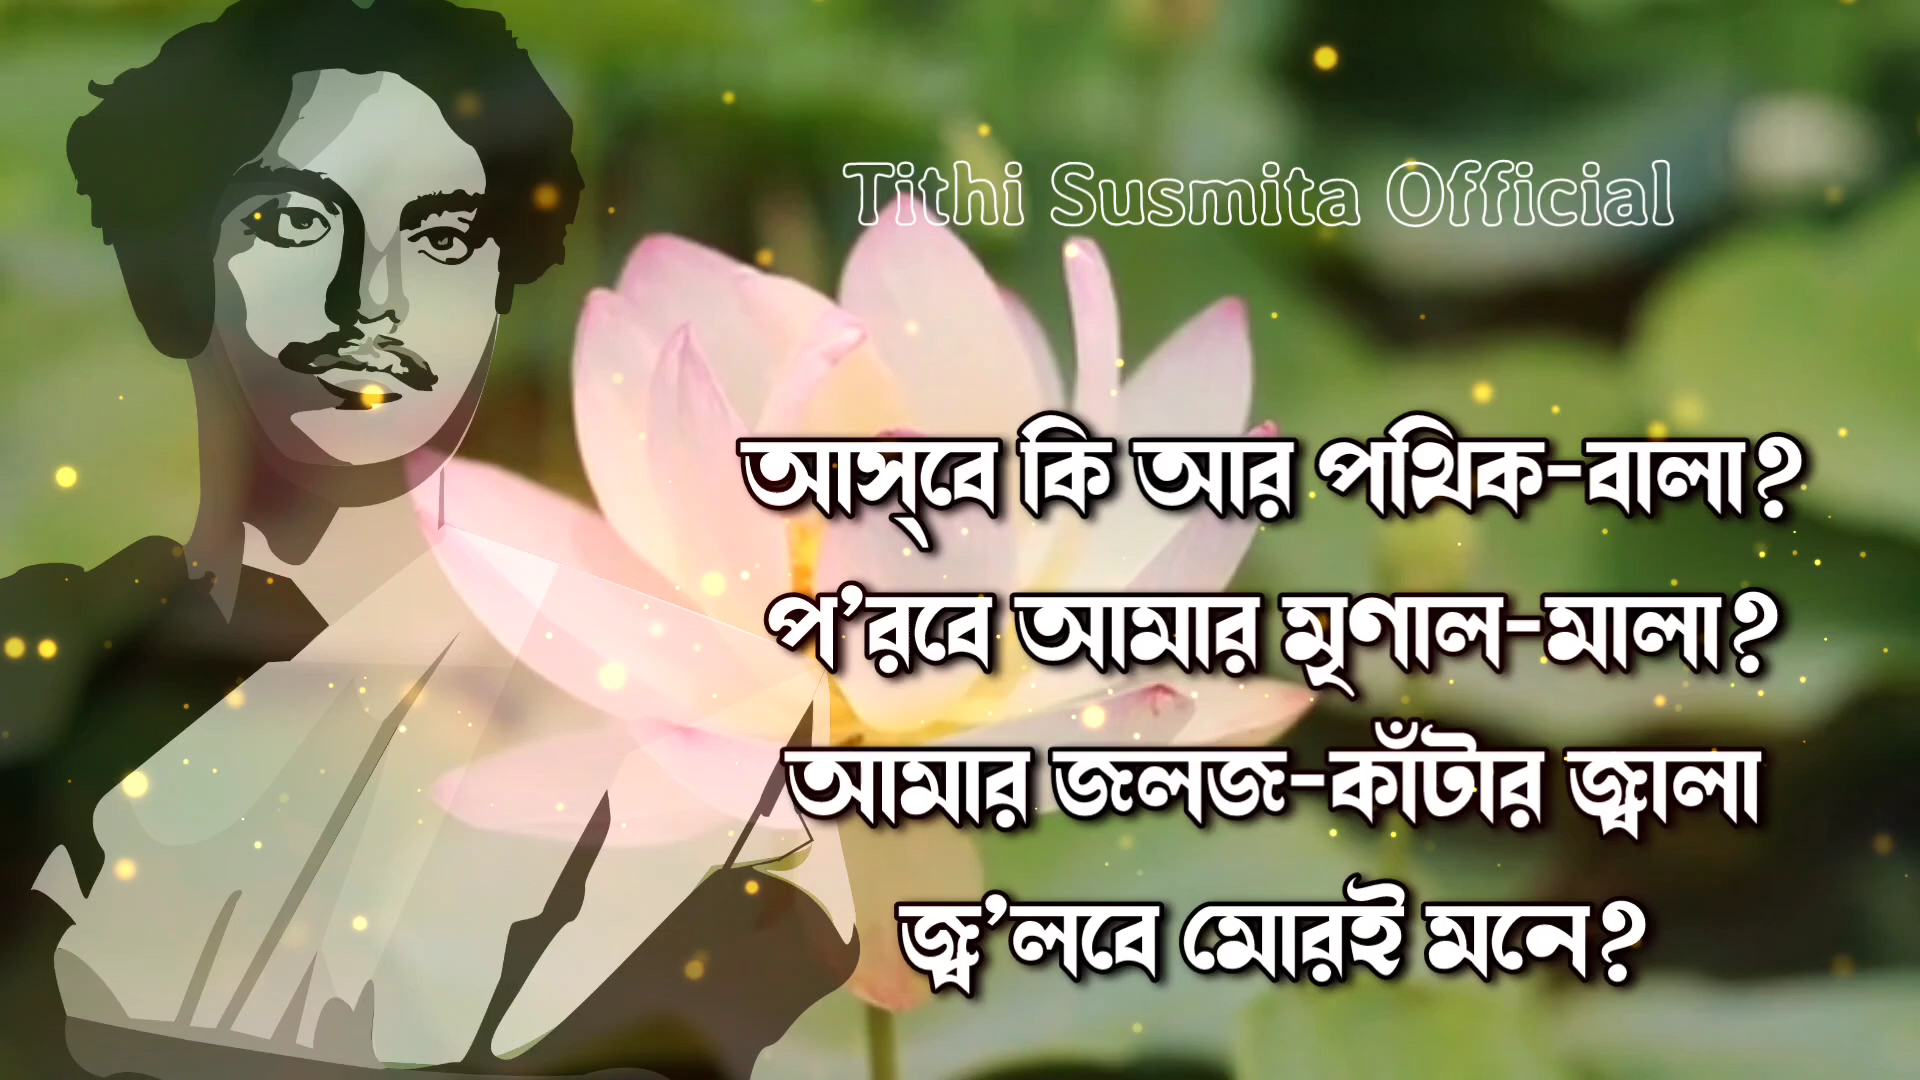 Tithi Susmita Official
আস্‌বে কি আর পথিক-বালা?
প’রবে আমার মৃণাল-মালা?
আমার জলজ-কাঁটার জ্বালা
জ্ব’লবে মোরই মনে?